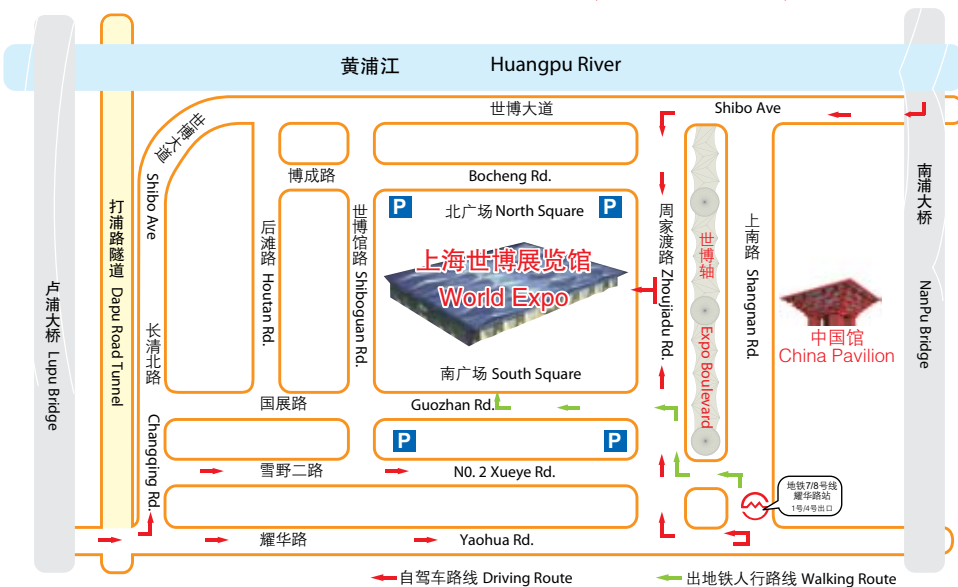 黄浦江 Huangpu River
世博大道 Shibo Ave
世博大道
Shibo Ave
博成路 Bocheng Rd.
P 北广场 North Square P
上海世博展览馆
World Expo
南广场 South Square
卢浦大桥 Lupu Bridge
打浦路隧道 Dapu Road Tunnel
长清北路
Changqing Rd.
后滩路 Houtan Rd.
世博馆路 Shiboguan Rd.
周家渡路 Zhoujiadu Rd.
世博轴
Expo Boulevard
上南路 Shangnan Rd.
中国馆
China Pavilion
南浦大桥
NanPu Bridge
国展路 Guozhan Rd.
P P
雪野二路 N0. 2 Xueye Rd.
地铁7/8号线
耀华路站
1号/4号出口
耀华路 Yaohua Rd.
自驾车路线 Driving Route
出地铁人行路线 Walking Route